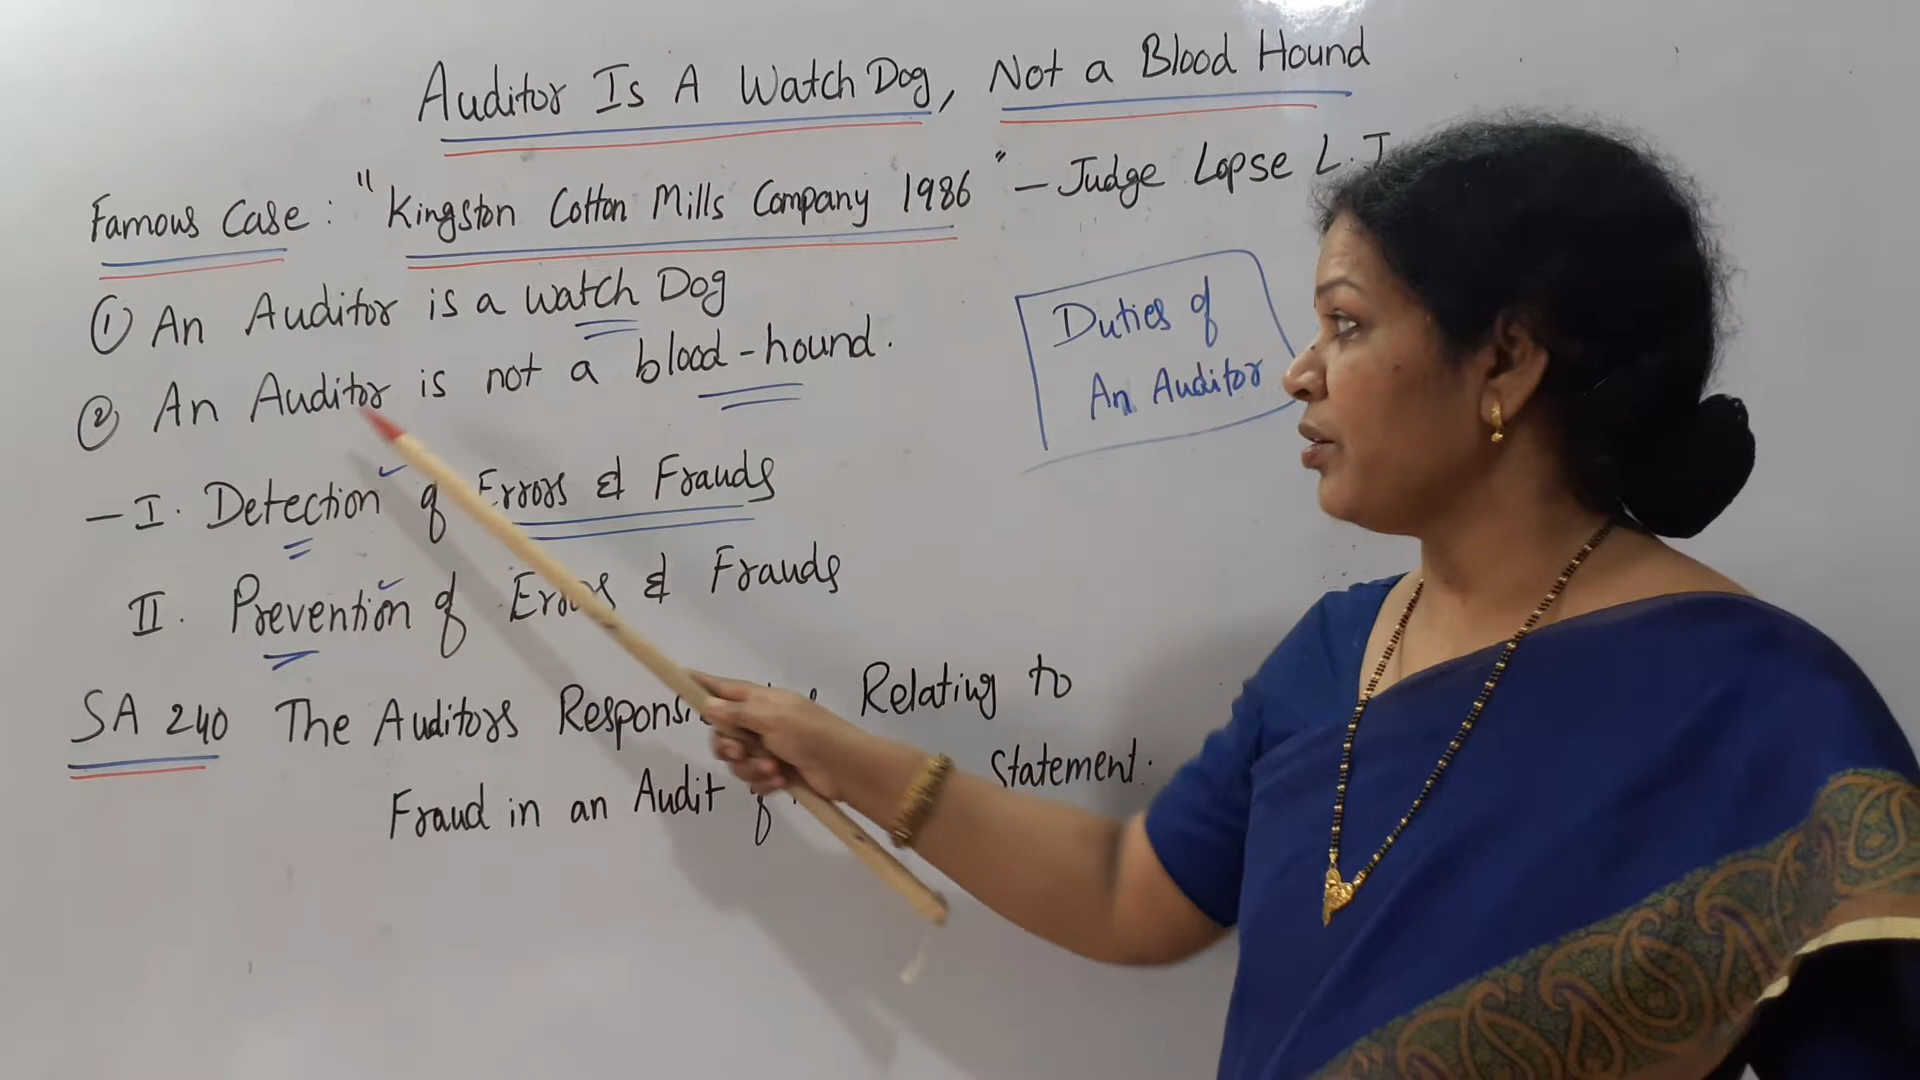 Auditor Is A Watch Dog, Not a Blood Hound
Famous Case : "Kingston Cotton Mills Company 1986" - Judge Lopse L.J
① An Auditor is a watch Dog
② An Auditor is not a blood-hound.
Duties of
An Auditor
- I. Detection of Errors & Frauds
II. Prevention of Errors & Frauds
SA 240 The Auditors Relating to
Fraud in an Audit of Statement.